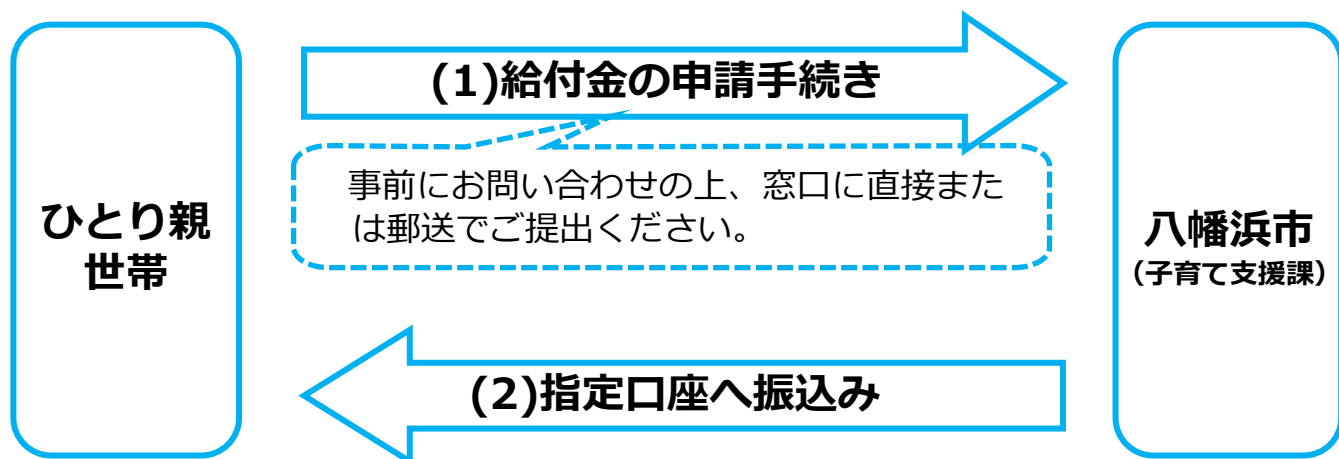 (1)給付金の申請手続き
事前にお問い合わせの上、窓口に直接また
は郵送でご提出ください。
ひとり親
世帯
八幡浜市
(子育て支援課)
(2)指定口座へ振込み